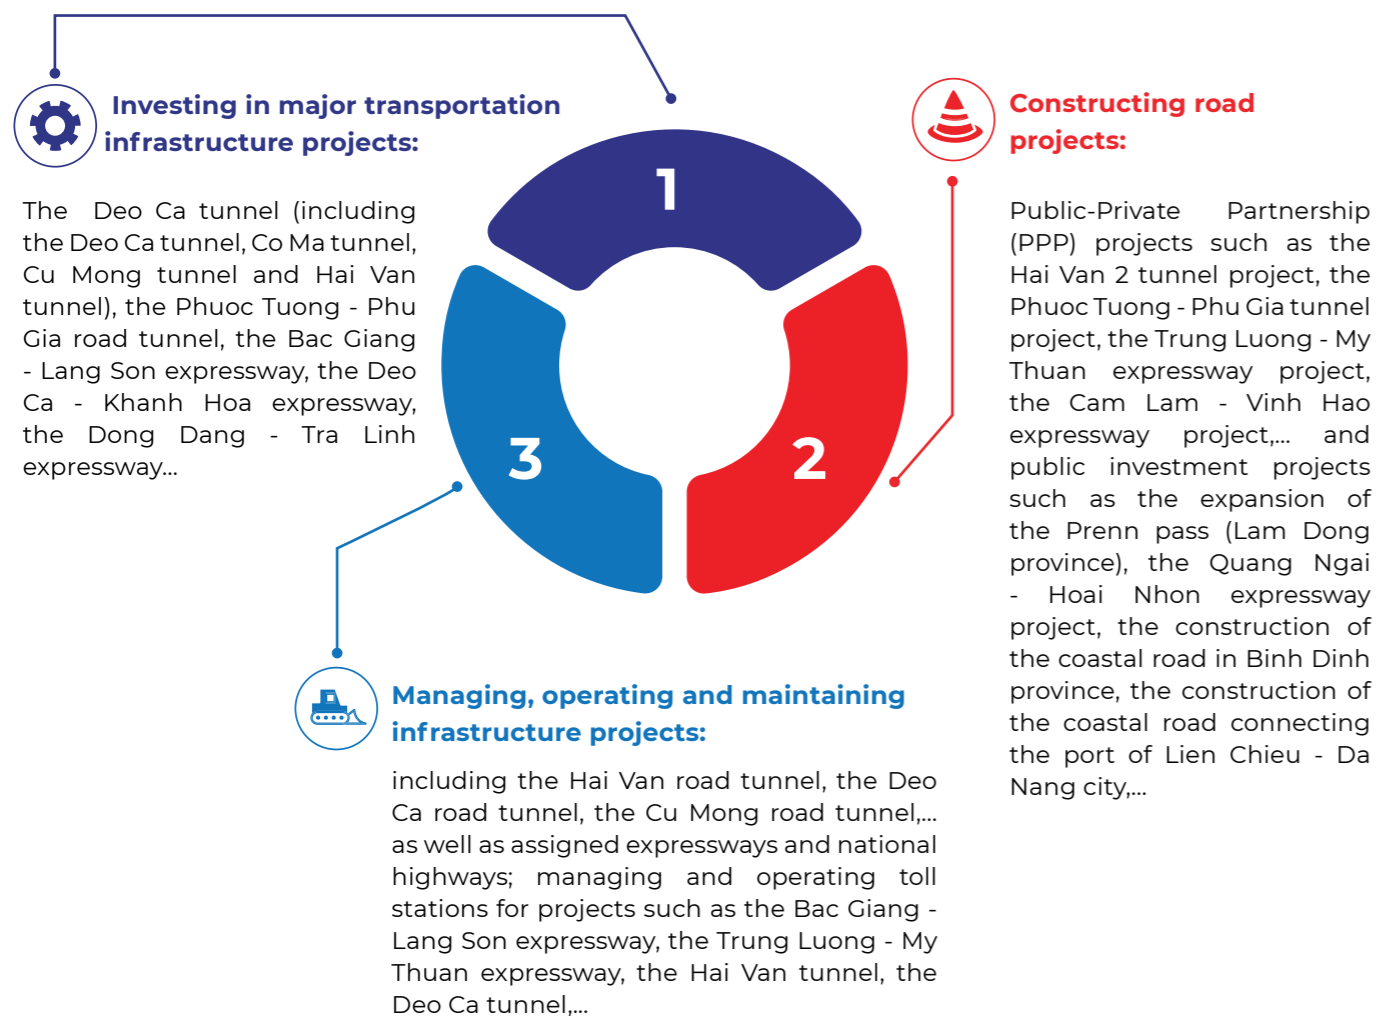 Investing in major transportation
infrastructure projects:
The Deo Ca tunnel (including
the Deo Ca tunnel, Co Ma tunnel,
Cu Mong tunnel and Hai Van
tunnel), the Phuoc Tuong - Phu
Gia road tunnel, the Bac Giang
- Lang Son expressway, the Deo
Ca - Khanh Hoa expressway,
the Dong Dang - Tra Linh
expressway...
1
2
3
Constructing road
projects:
Public-Private Partnership
(PPP) projects such as the
Hai Van 2 tunnel project, the
Phuoc Tuong - Phu Gia tunnel
project, the Trung Luong - My
Thuan expressway project,
the Cam Lam - Vinh Hao
expressway project,... and
public investment projects
such as the expansion of
the Prenn pass (Lam Dong
province), the Quang Ngai
- Hoai Nhon expressway
project, the construction of
the coastal road in Binh Dinh
province, the construction of
the coastal road connecting
the port of Lien Chieu - Da
Nang city,...
Managing, operating and maintaining
infrastructure projects:
including the Hai Van road tunnel, the Deo
Ca road tunnel, the Cu Mong road tunnel,...
as well as assigned expressways and national
highways; managing and operating toll
stations for projects such as the Bac Giang -
Lang Son expressway, the Trung Luong - My
Thuan expressway, the Hai Van tunnel, the
Deo Ca tunnel,...